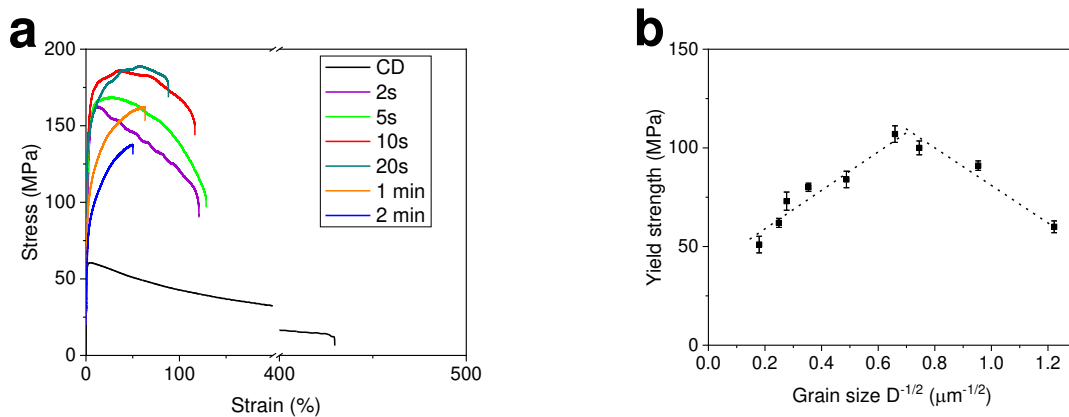 a
200
150
100
50
0
Stress (MPa)
0
100
400
500
Strain (%)
CD
2s
5s
10s
20s
1 min
2 min
b
150
100
50
0
Yield strength (MPa)
0.0
0.2
0.4
0.6
0.8
1.0
1.2
Grain size D-1/2 (μm-1/2)